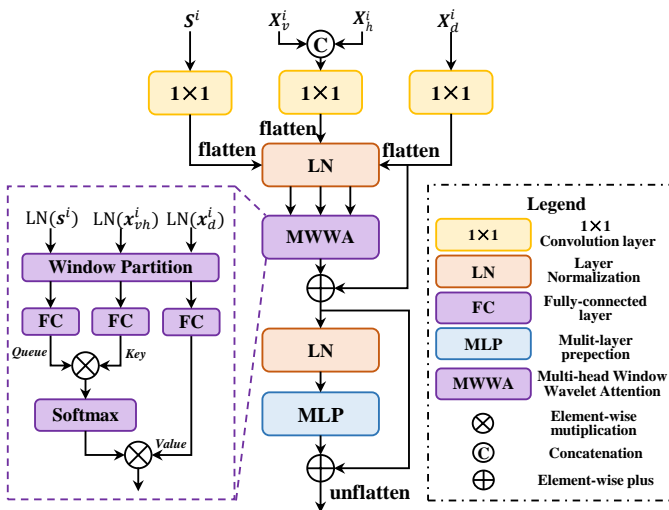 S^i
X_v^i
X_h^i
X_d^i
C
1×1
1×1
1×1
flatten
flatten
flatten
LN
MWWA
LN
MLP
unflatten
LN(s^i) LN(x_{vh}^i) LN(x_d^i)
Window Partition
FC FC FC
Queue
Key
Softmax
Value
Legend
1×1
1×1
Convolution layer
LN
Layer
Normalization
FC
Fully-connected
layer
MLP
Mulit-layer
prepection
MWWA
Multi-head Window
Wavelet Attention
Element-wise
mutiplication
C
Concatenation
Element-wise plus